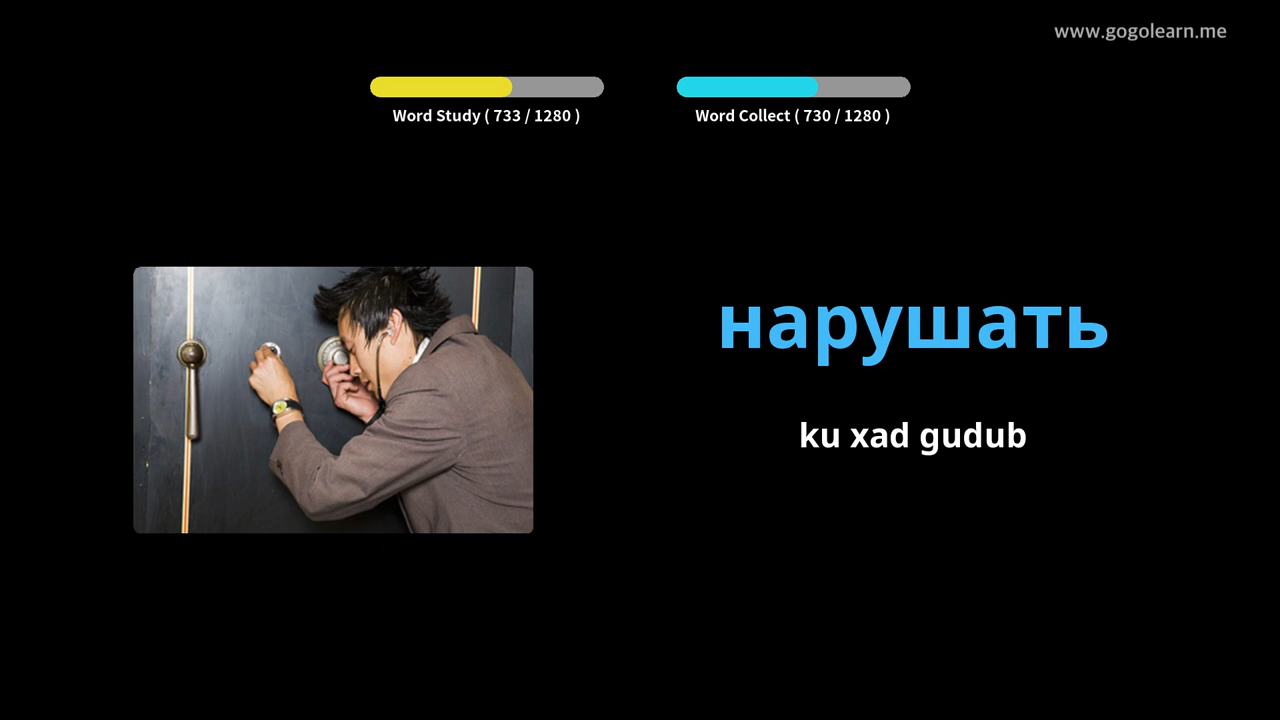 www.gogolearn.me
Word Study ( 733 / 1280 )
Word Collect ( 730 / 1280 )
нарушать
ku xad gudub